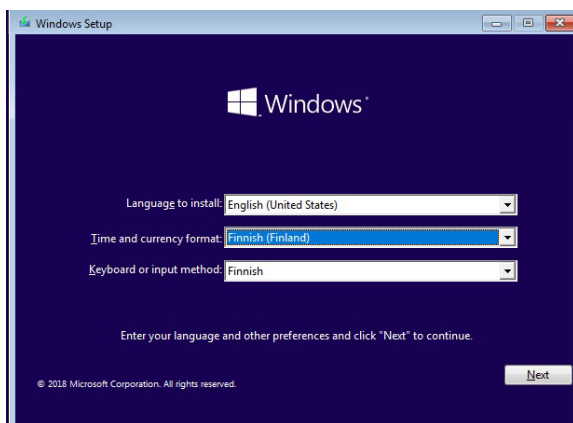 Windows Setup
Windows
Language to install: English (United States)
Time and currency format: Finnish (Finland)
Keyboard or input method: Finnish
Enter your language and other preferences and click "Next" to continue.
© 2018 Microsoft Corporation. All rights reserved.
Next